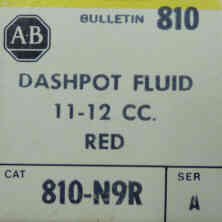 BULLETIN 810
AB
DASHPOT FLUID
11-12 CC.
RED
CAT SER
810-N9R A